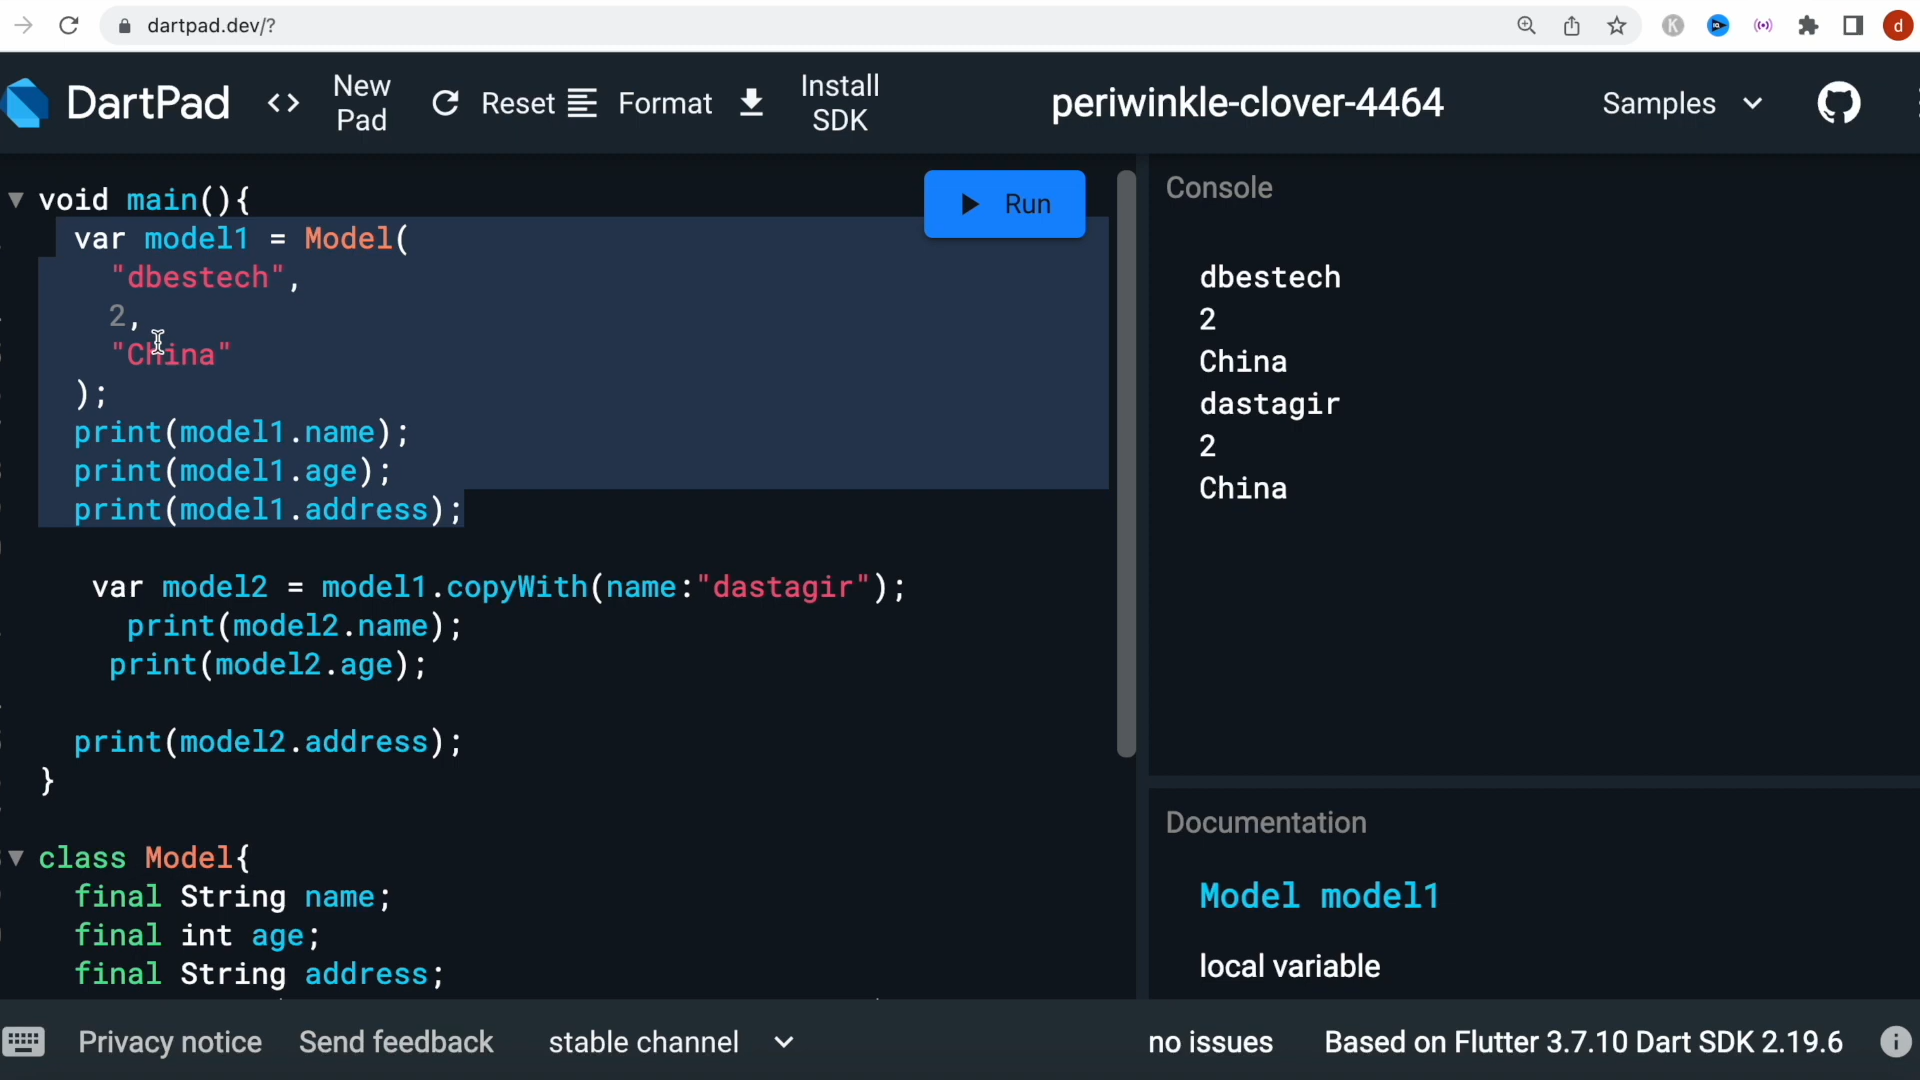 dartpad.dev/?
K
d
DartPad
<> New Pad
Reset
Format
Install SDK
periwinkle-clover-4464
Samples
void main(){
var model1 = Model(
"dbestech",
2,
"China"
);
print(model1.name);
print(model1.age);
print(model1.address);
var model2 = model1.copyWith(name:"dastagir");
print(model2.name);
print(model2.age);
print(model2.address);
}
class Model{
final String name;
final int age;
final String address;
Run
Console
dbestech
2
China
dastagir
2
China
Documentation
Model model1
local variable
Privacy notice
Send feedback
stable channel
no issues
Based on Flutter 3.7.10 Dart SDK 2.19.6